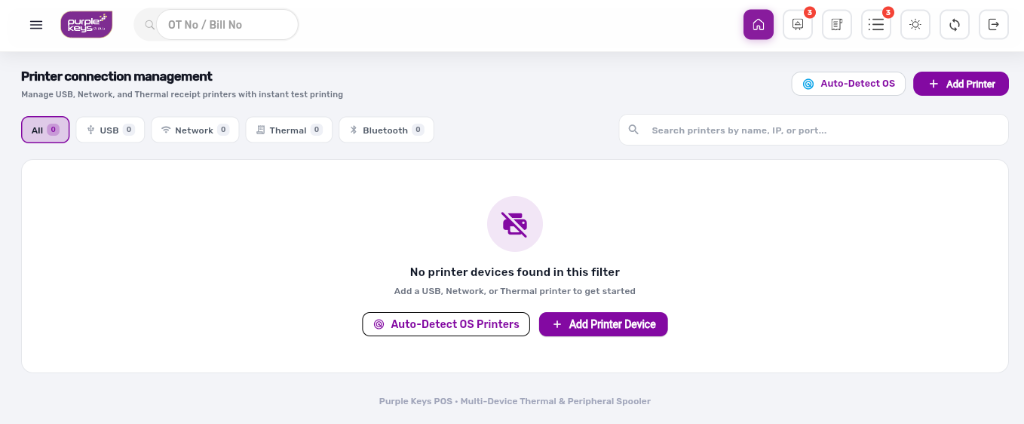 purple keys
OT No / Bill No
3
3
Printer connection management
Manage USB, Network, and Thermal receipt printers with instant test printing
Auto-Detect OS
Add Printer
All 0
USB 0
Network 0
Thermal 0
Bluetooth 0
Search printers by name, IP, or port...
No printer devices found in this filter
Add a USB, Network, or Thermal printer to get started
Auto-Detect OS Printers
Add Printer Device
Purple Keys POS • Multi-Device Thermal & Peripheral Spooler